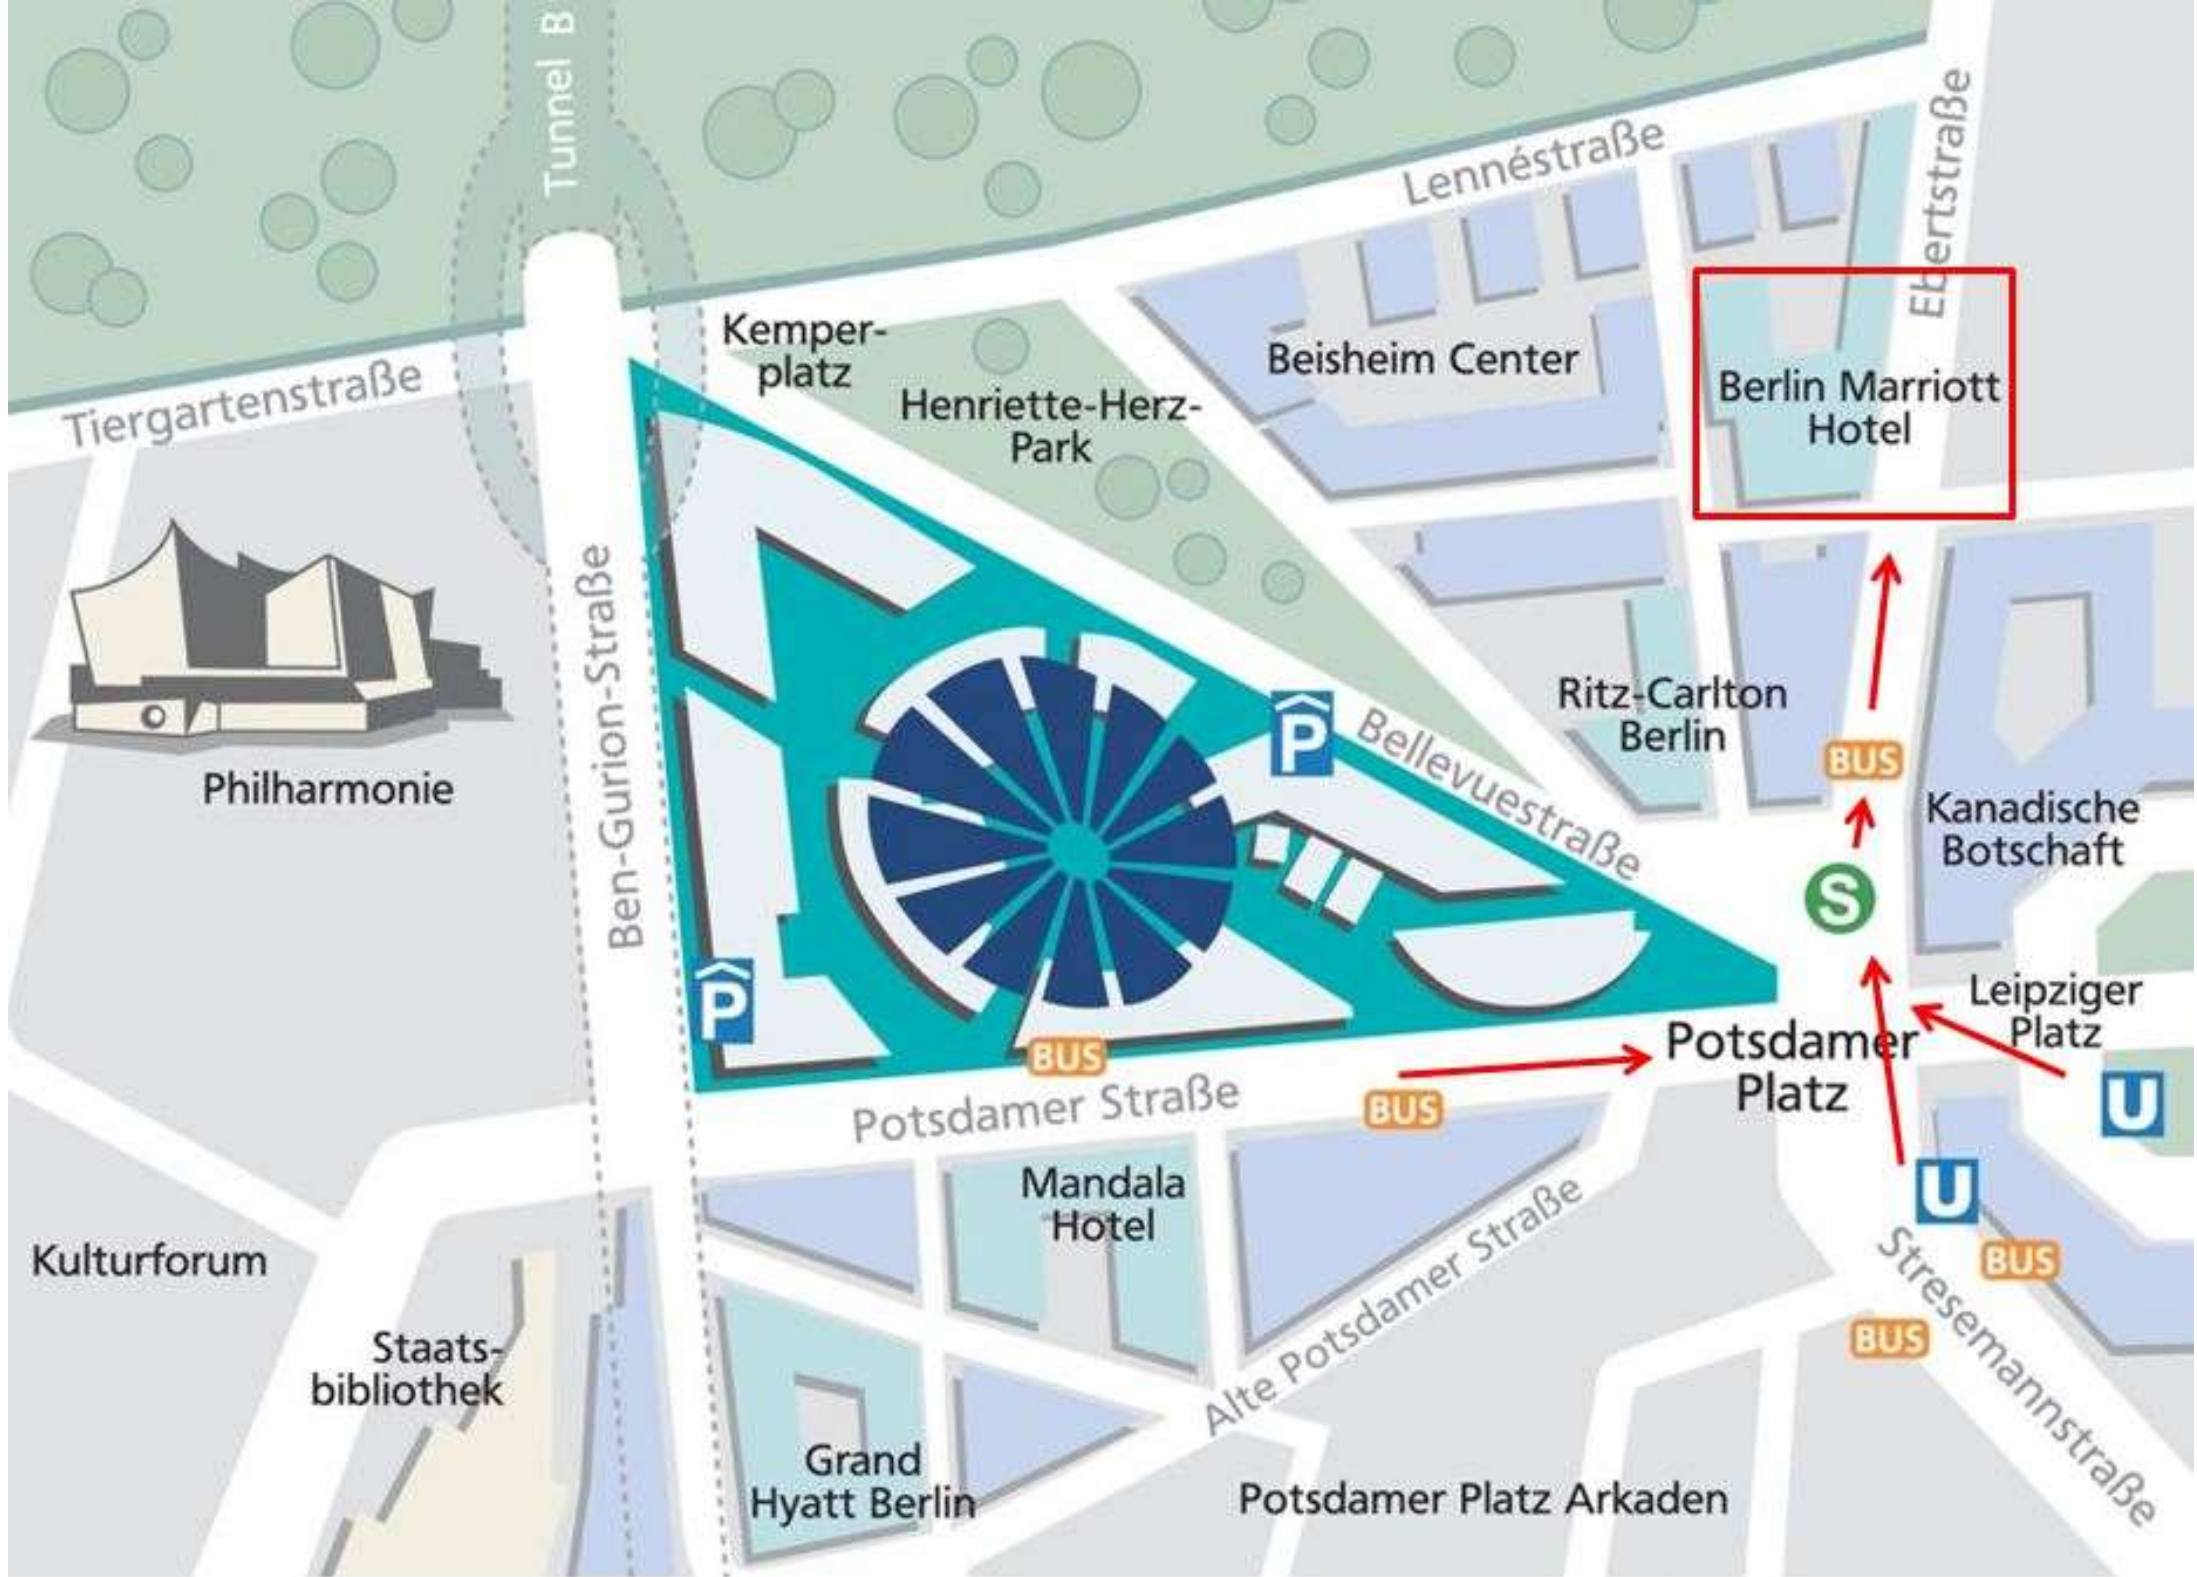 Tunnel B
Lennéstraße
Ebertstraße
Kemper-
platz
Tiergartenstraße
Henriette-Herz-
Park
Beisheim Center
Berlin Marriott
Hotel
Philharmonie
Ben-Gurion-Straße
P
Bellevuestraße
Ritz-Carlton
Berlin
BUS
Kanadische
Botschaft
S
P
Leipziger
Platz
Potsdamer
Platz
BUS
BUS
Potsdamer Straße
U
U
Mandala
Hotel
Kulturforum
BUS
BUS
Stresemannstraße
Alte Potsdamer Straße
Staats-
bibliothek
Grand
Hyatt Berlin
Potsdamer Platz Arkaden